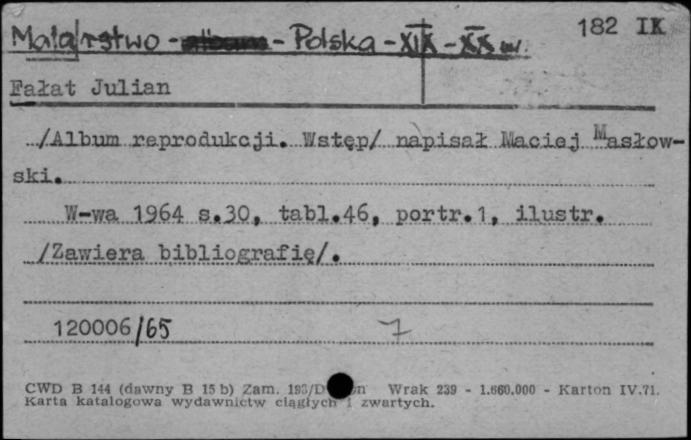 Malarstwo - - Polska - XIX - XX w. 182 IK
Fałat Julian
/Album reprodukcji. Wstęp/ napisał Maciej Masłow-
ski.
W-wa 1964 s.30, tabl.46, portr.1, ilustr.
/Zawiera bibliografię/.
120006/65 7
CWD B 144 (dawny B 15 b) Zam. Wrak 239 - 1.660.000 - Karton IV.71.
Karta katalogowa wydawnictw ciągłych i zwartych.